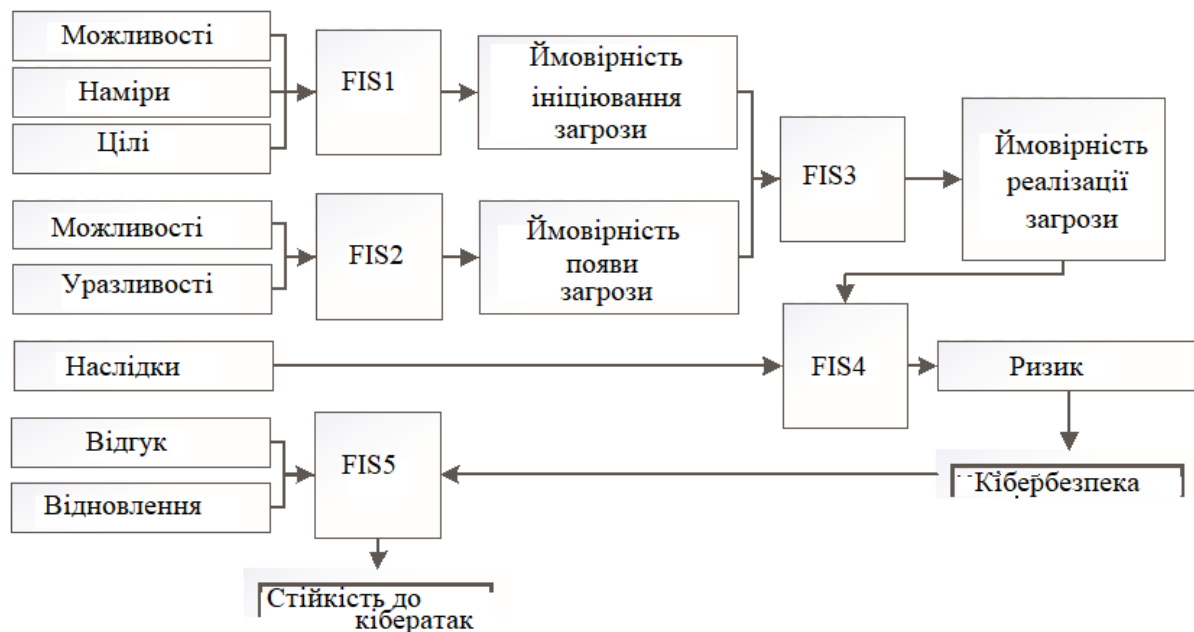 Можливості
Наміри
Цілі
FIS1
Ймовірність
ініціювання
загрози
Можливості
Уразливості
FIS2
Ймовірність
появи
загрози
FIS3
Ймовірність
реалізації
загрози
Наслідки
FIS4
Ризик
Відгук
Відновлення
FIS5
Кібербезпека
Стійкість до
кібератак